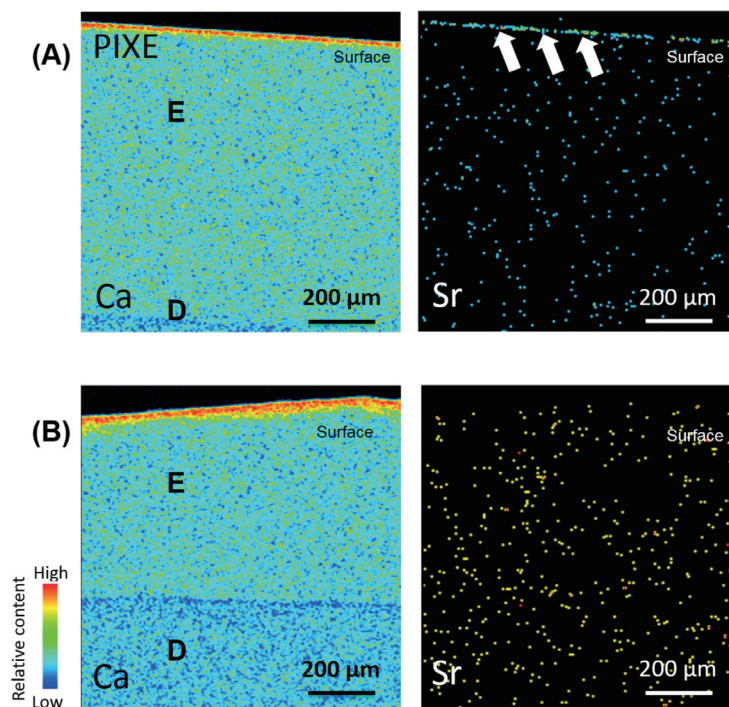 (A)
PIXE
Surface
E
D
Ca
200 μm
Surface
Sr
200 μm
(B)
Surface
E
D
Ca
200 μm
High
Relative content
Low
Surface
Sr
200 μm